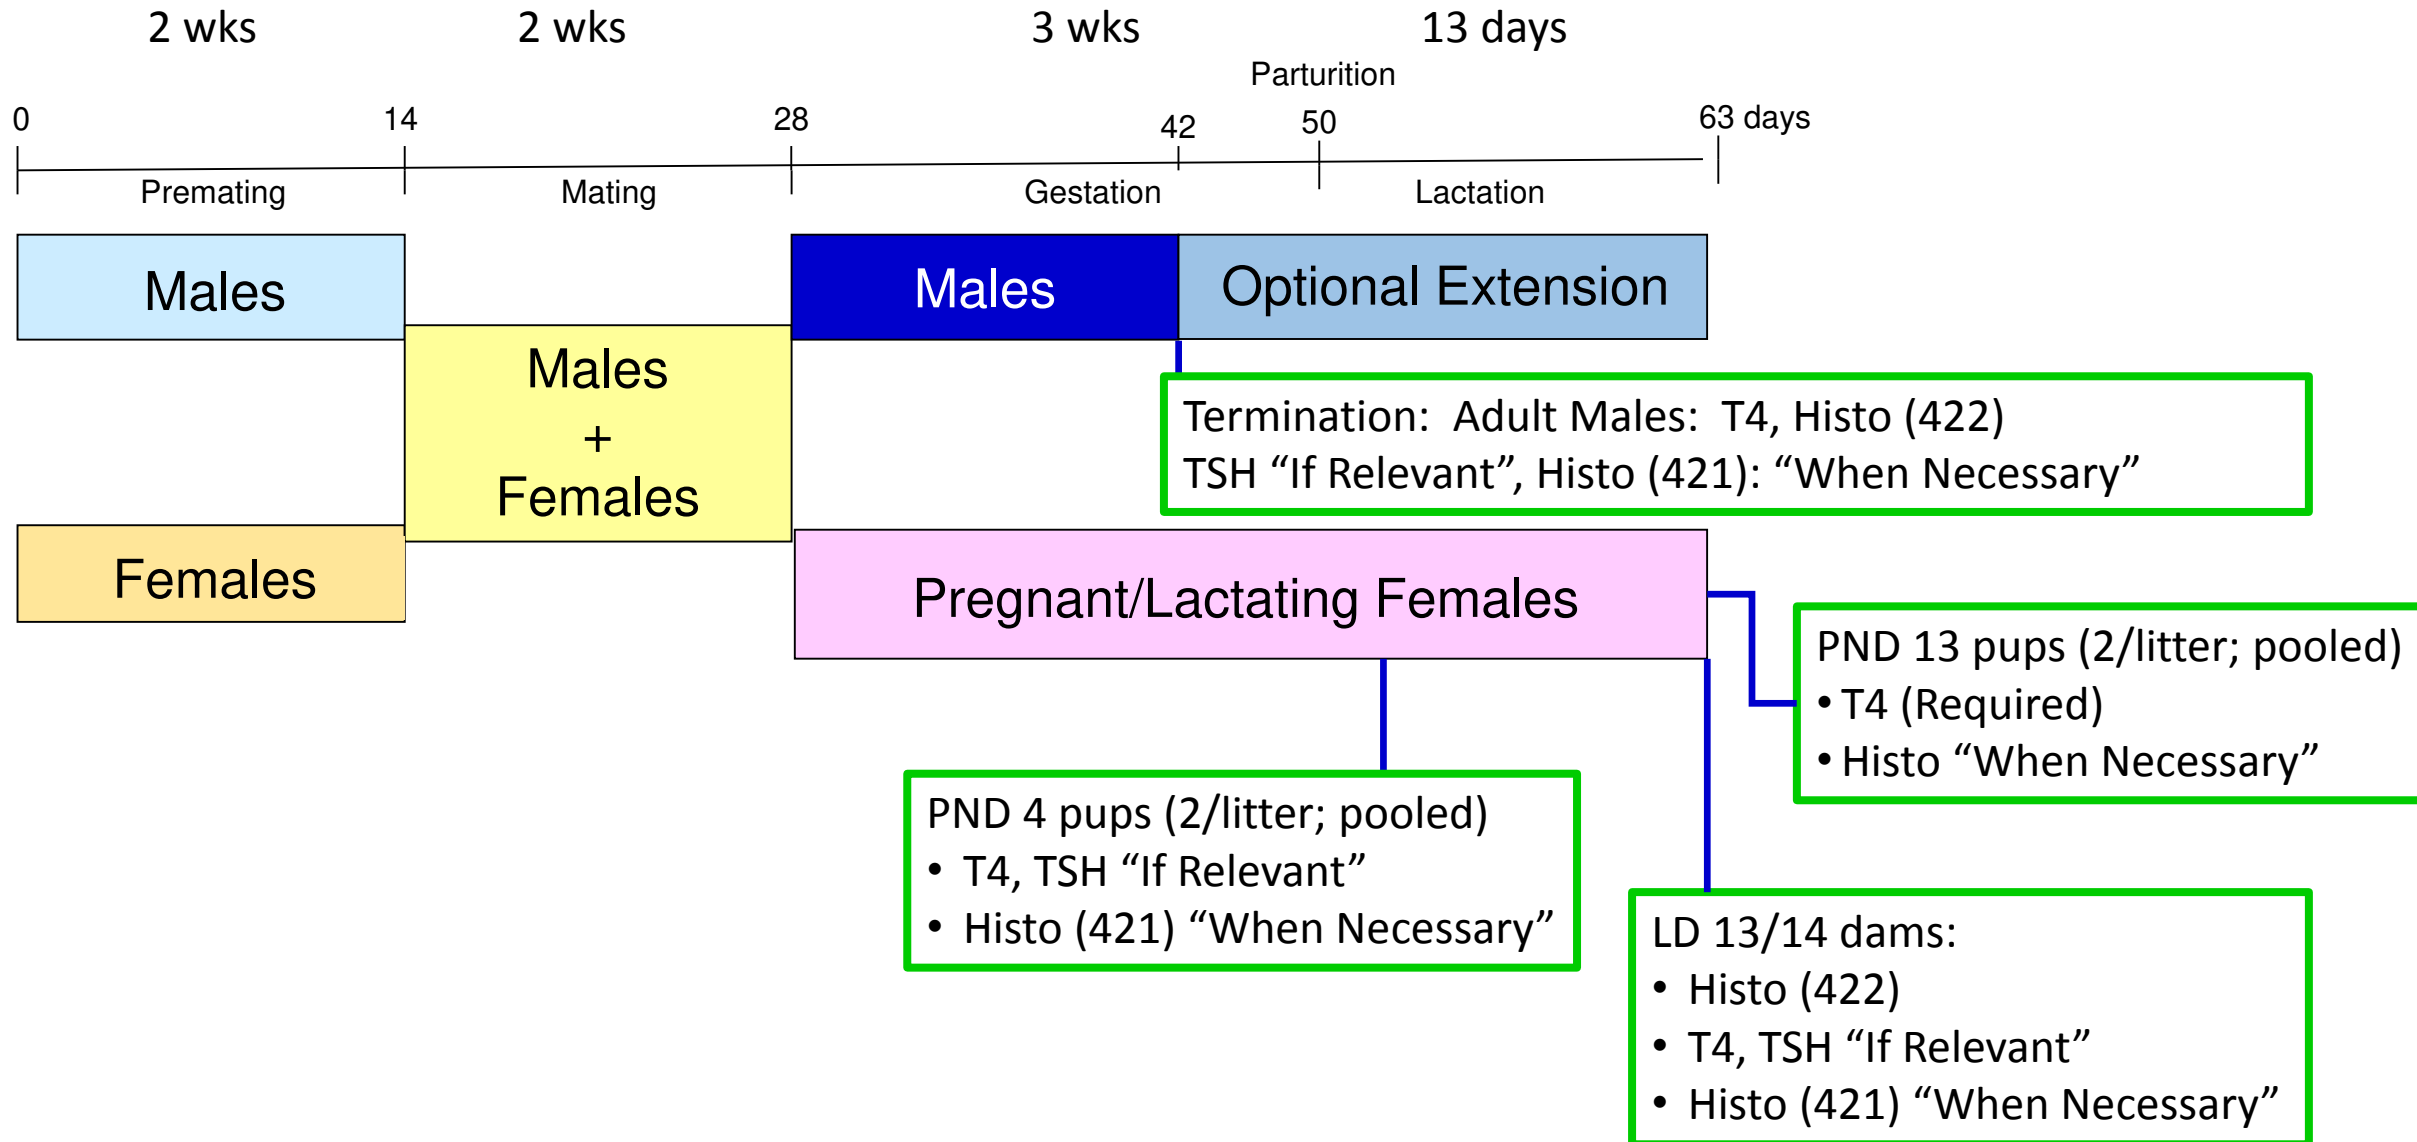 2 wks
2 wks
3 wks
13 days
Parturition
0
14
28
42
50
63 days
Premating
Mating
Gestation
Lactation
Males
Males
Optional Extension
Males
+
Females
Termination:  Adult Males:  T4, Histo (422)
TSH “If Relevant”, Histo (421): “When Necessary”
Females
Pregnant/Lactating Females
PND 13 pups (2/litter; pooled)
• T4 (Required)
• Histo “When Necessary”
PND 4 pups (2/litter; pooled)
• T4, TSH “If Relevant”
• Histo (421) “When Necessary”
LD 13/14 dams:
• Histo (422)
• T4, TSH “If Relevant”
• Histo (421) “When Necessary”